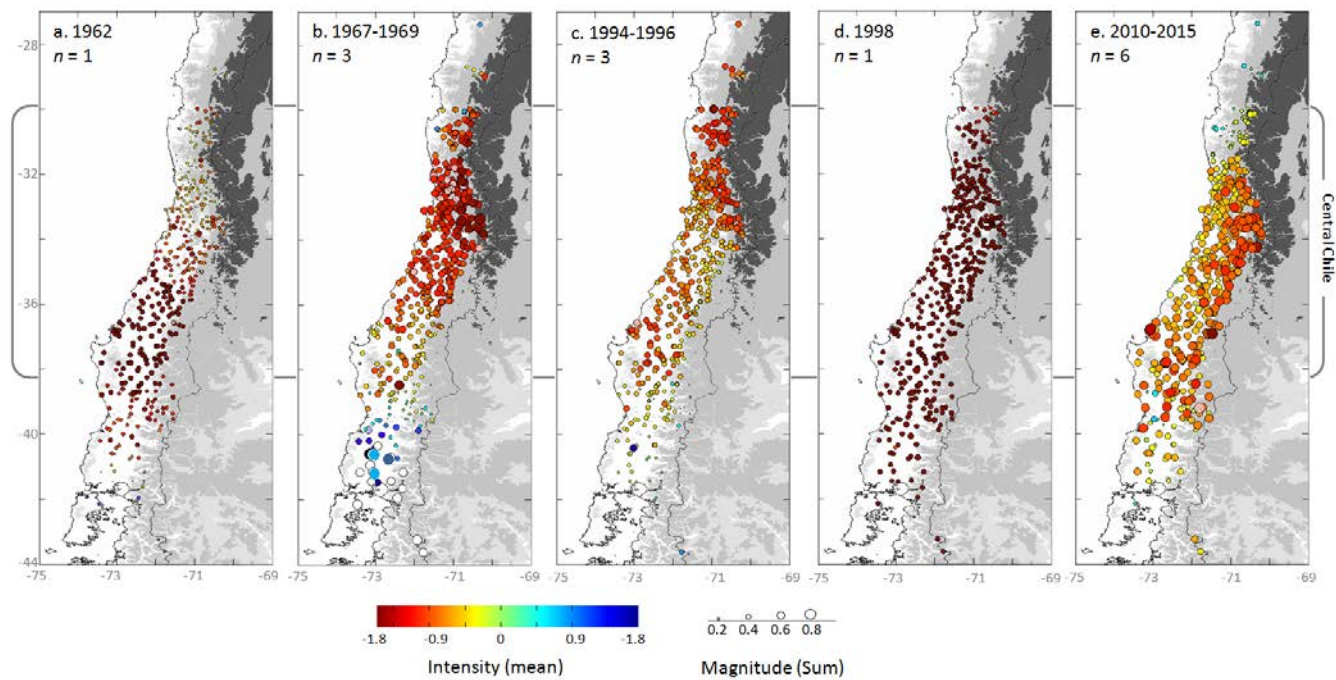 a. 1962
n = 1
b. 1967-1969
n = 3
c. 1994-1996
n = 3
d. 1998
n = 1
e. 2010-2015
n = 6
-28
-32
-36
-40
-44
Central Chile
-75 -71 -69
-75 -73 -71 -69
-75 -71 -69
-75 -71 -69
-75 -73 -71 -69
-1.8 -0.9 0 0.9 -1.8
Intensity (mean)
0.2 0.4 0.6 0.8
Magnitude (Sum)